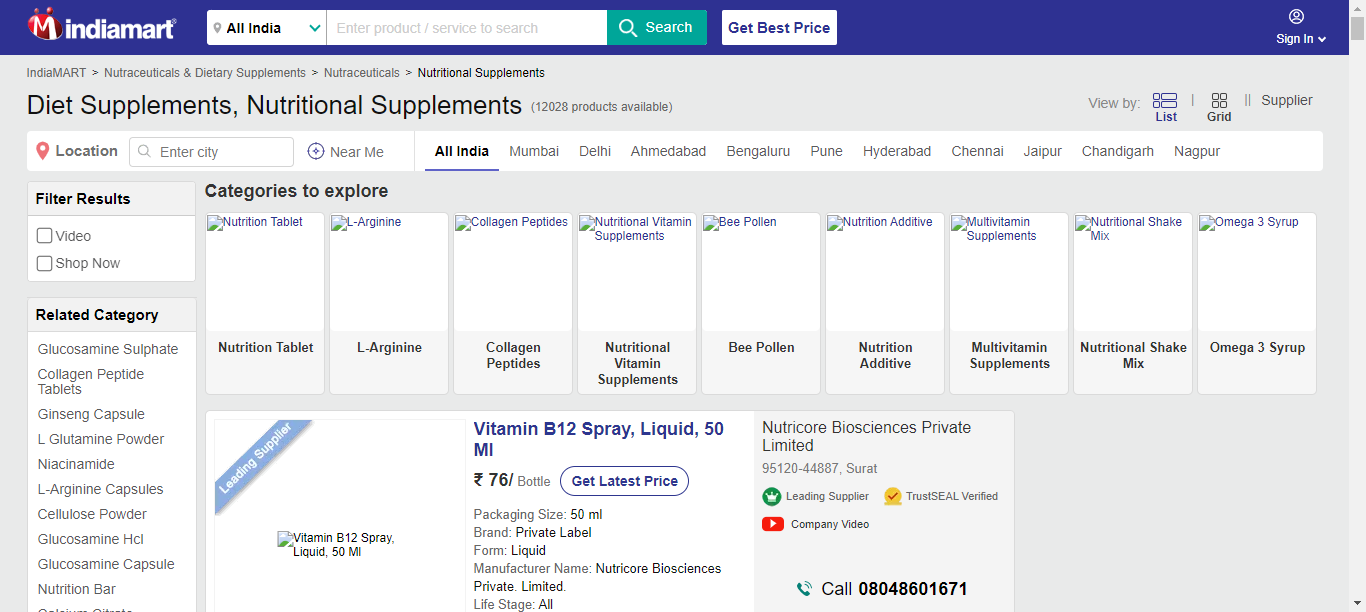 indiamart
All India
Enter product / service to search
Search
Get Best Price
Sign In
IndiaMART > Nutraceuticals & Dietary Supplements > Nutraceuticals > Nutritional Supplements
Diet Supplements, Nutritional Supplements (12028 products available)
View by: List | Grid || Supplier
Location Enter city Near Me All India Mumbai Delhi Ahmedabad Bengaluru Pune Hyderabad Chennai Jaipur Chandigarh Nagpur
Filter Results
Video
Shop Now
Related Category
Glucosamine Sulphate
Collagen Peptide
Tablets
Ginseng Capsule
L Glutamine Powder
Niacinamide
L-Arginine Capsules
Cellulose Powder
Glucosamine Hcl
Glucosamine Capsule
Nutrition Bar
Calcium Citrate
Categories to explore
Nutrition Tablet
Nutrition Tablet
L-Arginine
L-Arginine
Collagen Peptides
Collagen
Peptides
Nutritional Vitamin
Supplements
Nutritional
Vitamin
Supplements
Bee Pollen
Bee Pollen
Nutrition Additive
Nutrition
Additive
Multivitamin
Supplements
Multivitamin
Supplements
Nutritional Shake
Mix
Nutritional Shake
Mix
Omega 3 Syrup
Omega 3 Syrup
Leading Supplier
Vitamin B12 Spray,
Liquid, 50 Ml
Vitamin B12 Spray, Liquid, 50
Ml
₹ 76/ Bottle Get Latest Price
Packaging Size: 50 ml
Brand: Private Label
Form: Liquid
Manufacturer Name: Nutricore Biosciences
Private. Limited.
Life Stage: All
Nutricore Biosciences Private
Limited
95120-44887, Surat
Leading Supplier TrustSEAL Verified
Company Video
Call 08048601671